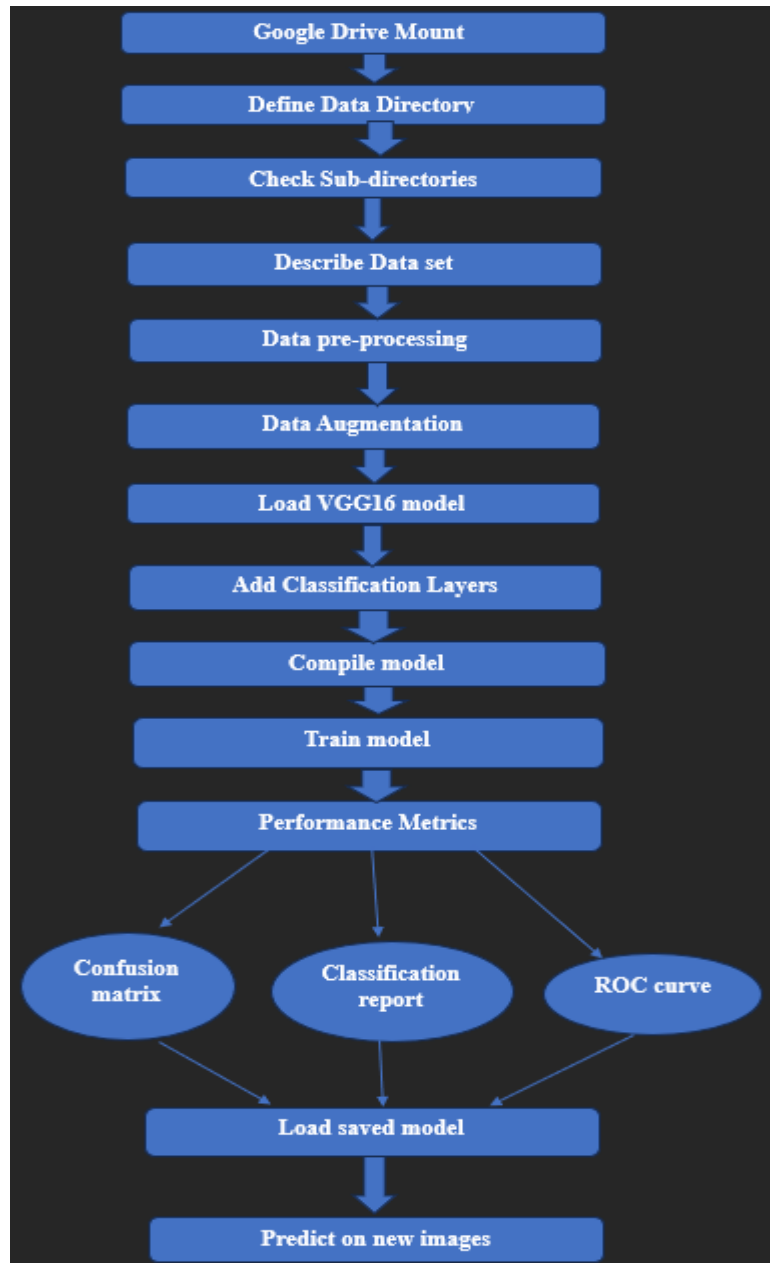 Google Drive Mount
Define Data Directory
Check Sub-directories
Describe Data set
Data pre-processing
Data Augmentation
Load VGG16 model
Add Classification Layers
Compile model
Train model
Performance Metrics
Confusion
matrix
Classification
report
ROC curve
Load saved model
Predict on new images